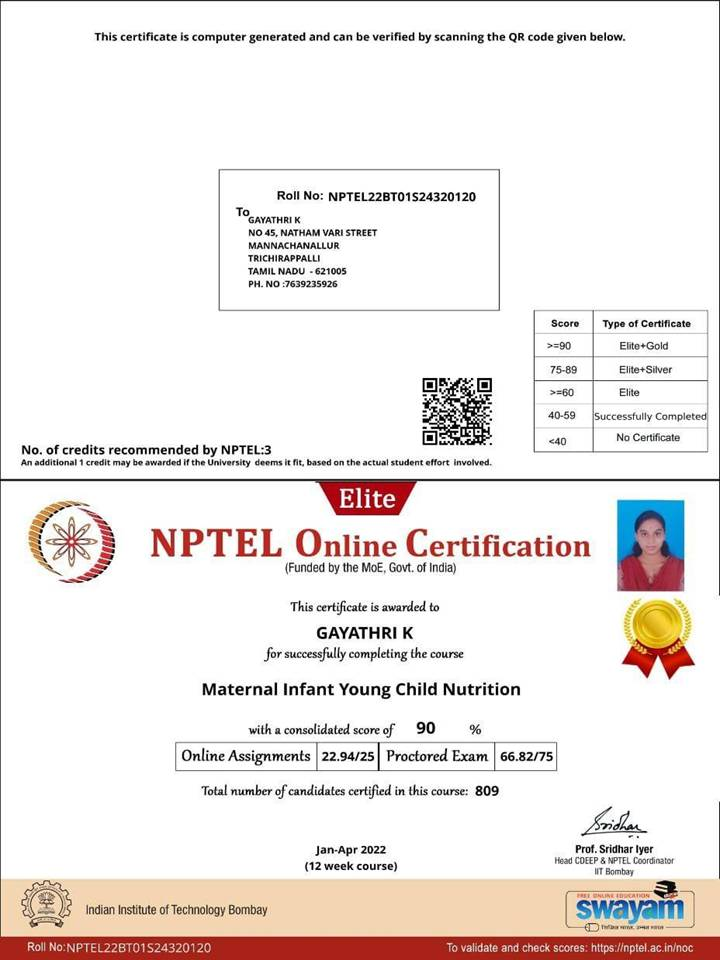 This certificate is computer generated and can be verified by scanning the QR code given below.
Roll No: NPTEL22BT01S24320120
To
GAYATHRI K
NO 45, NATHAM VARI STREET
MANNACHANALLUR
TRICHIRAPPALLI
TAMIL NADU - 621005
PH. NO :7639235926
Score Type of Certificate
>=90 Elite+Gold
75-89 Elite+Silver
>=60 Elite
40-59 Successfully Completed
<40 No Certificate
No. of credits recommended by NPTEL:3
An additional 1 credit may be awarded if the University deems it fit, based on the actual student effort involved.
Elite
NPTEL Online Certification
(Funded by the MoE, Govt. of India)
This certificate is awarded to
GAYATHRI K
for successfully completing the course
Maternal Infant Young Child Nutrition
with a consolidated score of 90 %
Online Assignments 22.94/25 Proctored Exam 66.82/75
Total number of candidates certified in this course: 809
Sridhar
Jan-Apr 2022
(12 week course)
Prof. Sridhar Iyer
Head CDEEP & NPTEL Coordinator
IIT Bombay
Indian Institute of Technology Bombay
FREE ONLINE EDUCATION
swayam
शिक्षित भारत, उन्नत भारत
Roll No:NPTEL22BT01S24320120
To validate and check scores: https://nptel.ac.in/noc